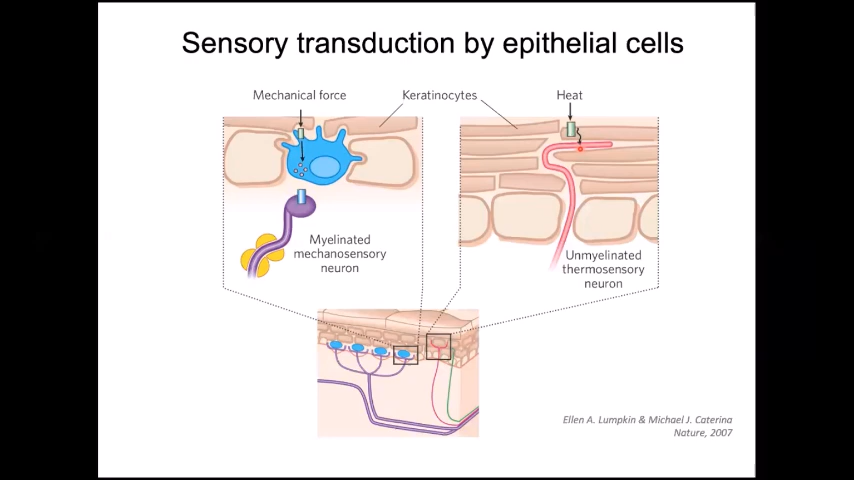 Sensory transduction by epithelial cells
Mechanical force
Keratinocytes
Heat
Myelinated
mechanosensory
neuron
Unmyelinated
thermosensory
neuron
Ellen A. Lumpkin & Michael J. Caterina
Nature, 2007